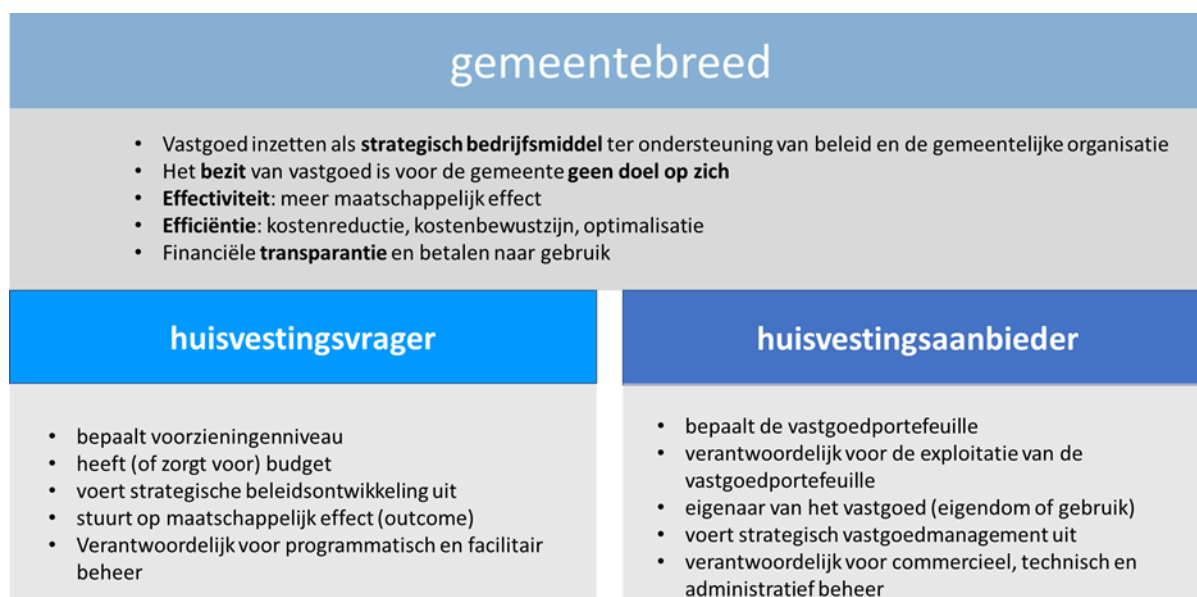 gemeentebreed
• Vastgoed inzetten als strategisch bedrijfsmiddel ter ondersteuning van beleid en de gemeentelijke organisatie
• Het bezit van vastgoed is voor de gemeente geen doel op zich
• Effectiviteit: meer maatschappelijk effect
• Efficiëntie: kostenreductie, kostenbewustzijn, optimalisatie
• Financiële transparantie en betalen naar gebruik
huisvestingsvrager
• bepaalt voorzieningenniveau
• heeft (of zorgt voor) budget
• voert strategische beleidsontwikkeling uit
• stuurt op maatschappelijk effect (outcome)
• Verantwoordelijk voor programmatisch en facilitair
beheer
huisvestingsaanbieder
• bepaalt de vastgoedportefeuille
• verantwoordelijk voor de exploitatie van de
vastgoedportefeuille
• eigenaar van het vastgoed (eigendom of gebruik)
• voert strategisch vastgoedmanagement uit
• verantwoordelijk voor commercieel, technisch en
administratief beheer